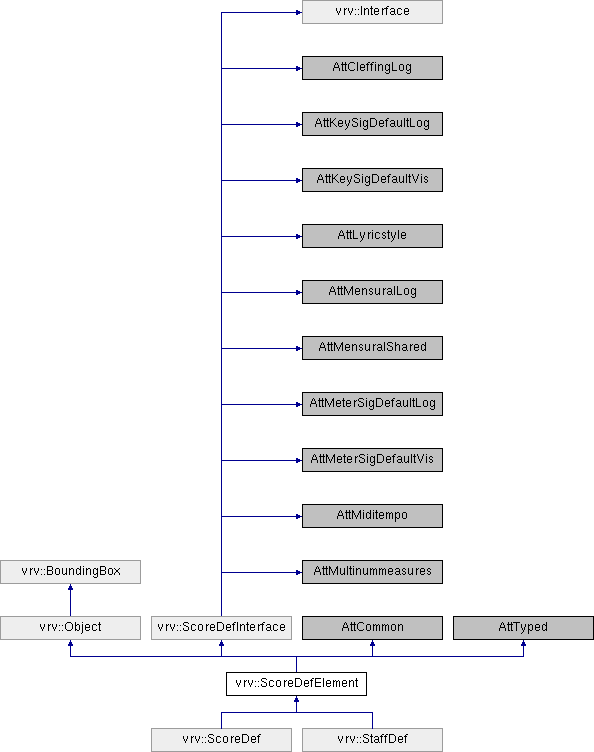 vrv::Interface
AttCleffingLog
AttKeySigDefaultLog
AttKeySigDefaultVis
AttLyricstyle
AttMensuralLog
AttMensuralShared
AttMeterSigDefaultLog
AttMeterSigDefaultVis
AttMiditempo
vrv::BoundingBox
AttMultinummeasures
vrv::Object
vrv::ScoreDefInterface
AttCommon
AttTyped
vrv::ScoreDefElement
vrv::ScoreDef
vrv::StaffDef